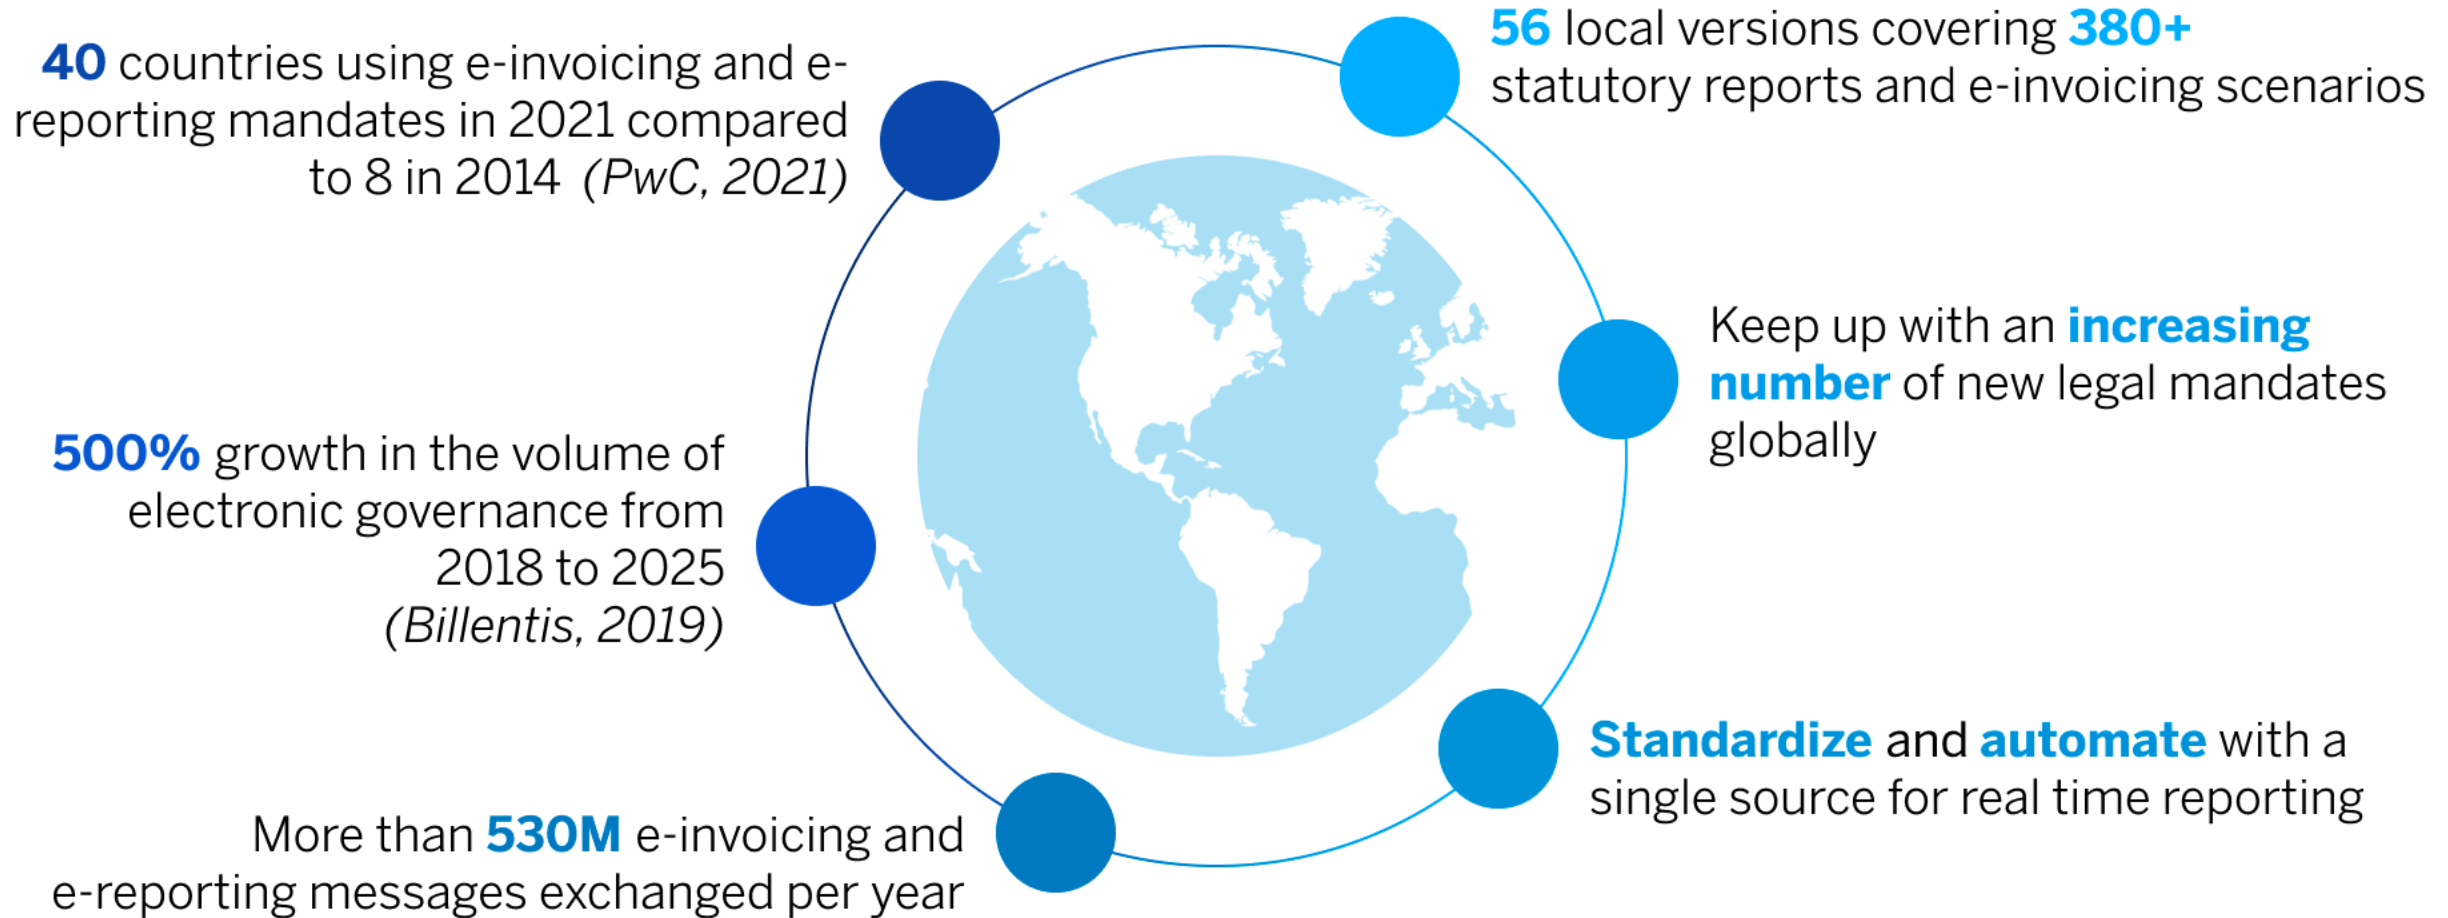 40 countries using e-invoicing and e-
reporting mandates in 2021 compared
to 8 in 2014 (PwC, 2021)
500% growth in the volume of
electronic governance from
2018 to 2025
(Billentis, 2019)
More than 530M e-invoicing and
e-reporting messages exchanged per year
56 local versions covering 380+
statutory reports and e-invoicing scenarios
Keep up with an increasing
number of new legal mandates
globally
Standardize and automate with a
single source for real time reporting